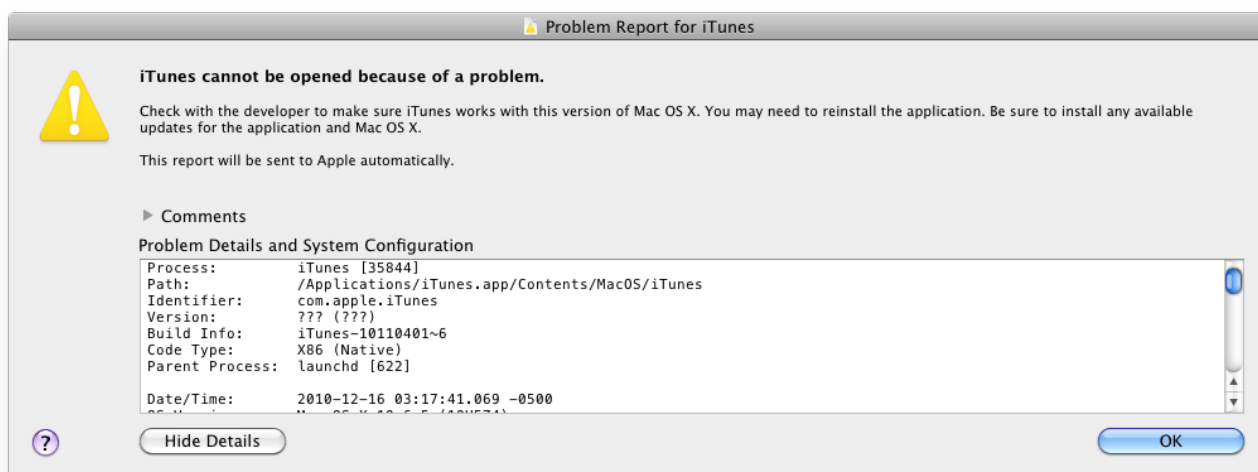 Problem Report for iTunes
iTunes cannot be opened because of a problem.
Check with the developer to make sure iTunes works with this version of Mac OS X. You may need to reinstall the application. Be sure to install any available
updates for the application and Mac OS X.
This report will be sent to Apple automatically.
Comments
Problem Details and System Configuration
Process: iTunes [35844]
Path: /Applications/iTunes.app/Contents/MacOS/iTunes
Identifier: com.apple.iTunes
Version: ??? (???)
Build Info: iTunes-10110401~6
Code Type: X86 (Native)
Parent Process: launchd [622]
Date/Time: 2010-12-16 03:17:41.069 -0500
? Hide Details OK